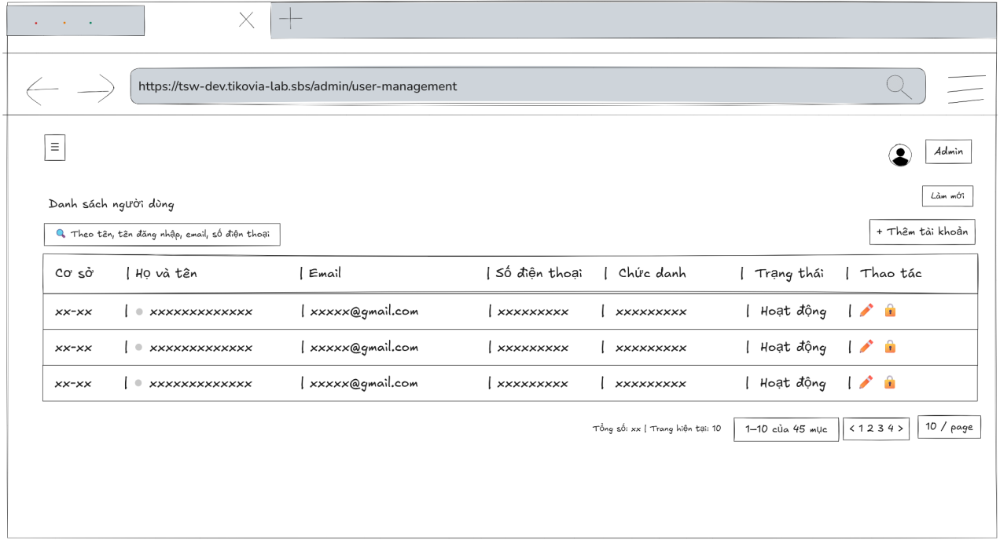 https://tsw-dev.tikovia-lab.sbs/admin/user-management
Admin
Làm mới
Danh sách người dùng
Theo tên, tên đăng nhập, email, số điện thoại
+ Thêm tài khoản
Cơ sở | Họ và tên | Email | Số điện thoại | Chức danh | Trạng thái | Thao tác
xx-xx | xxxxxxxxxxxxx | xxxxx@gmail.com | xxxxxxxxx | xxxxxxxxx | Hoạt động |
xx-xx | xxxxxxxxxxxxx | xxxxx@gmail.com | xxxxxxxxx | xxxxxxxxx | Hoạt động |
xx-xx | xxxxxxxxxxxxx | xxxxx@gmail.com | xxxxxxxxx | xxxxxxxxx | Hoạt động |
Tổng số: xx | Trang hiện tại: 10 1–10 của 45 mục < 1 2 3 4 > 10 / page